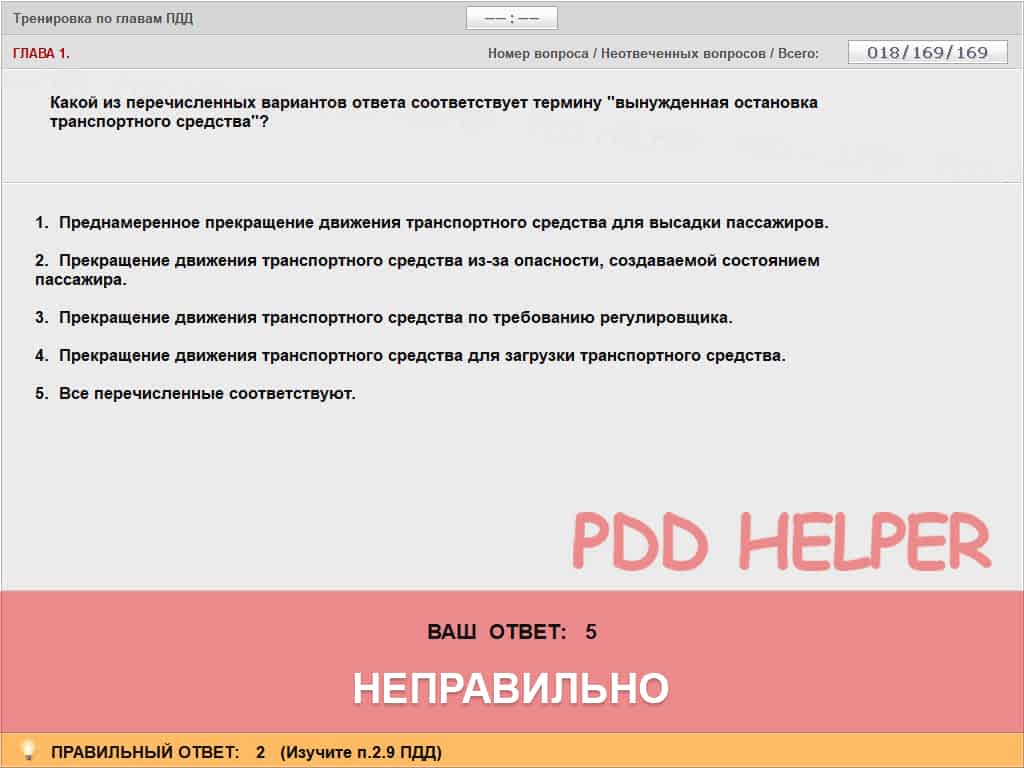 Тренировка по главам ПДД
—— : ——
ГЛАВА 1.
Номер вопроса / Неотвеченных вопросов / Всего:
018/169/169
Какой из перечисленных вариантов ответа соответствует термину "вынужденная остановка
транспортного средства"?
1. Преднамеренное прекращение движения транспортного средства для высадки пассажиров.
2. Прекращение движения транспортного средства из-за опасности, создаваемой состоянием
пассажира.
3. Прекращение движения транспортного средства по требованию регулировщика.
4. Прекращение движения транспортного средства для загрузки транспортного средства.
5. Все перечисленные соответствуют.
PDD HELPER
ВАШ ОТВЕТ: 5
НЕПРАВИЛЬНО
ПРАВИЛЬНЫЙ ОТВЕТ: 2 (Изучите п.2.9 ПДД)